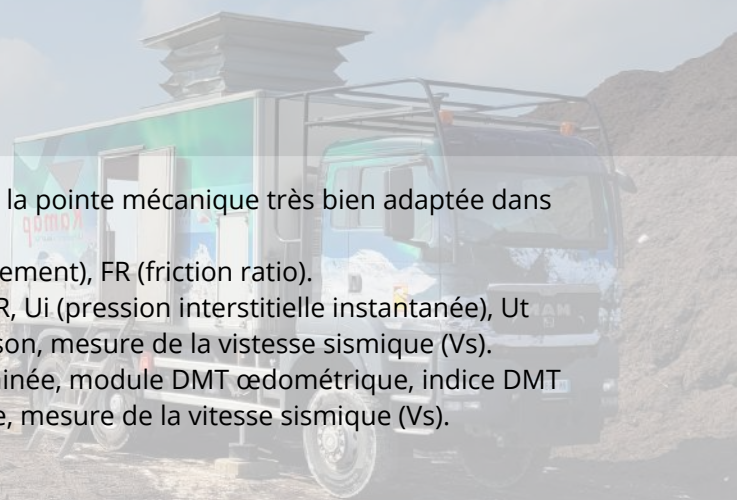 la pointe mécanique très bien adaptée dans
ement), FR (friction ratio).
R, Ui (pression interstitielle instantanée), Ut
son, mesure de la vistesse sismique (Vs).
inée, module DMT œdométrique, indice DMT
e, mesure de la vitesse sismique (Vs).
MAN